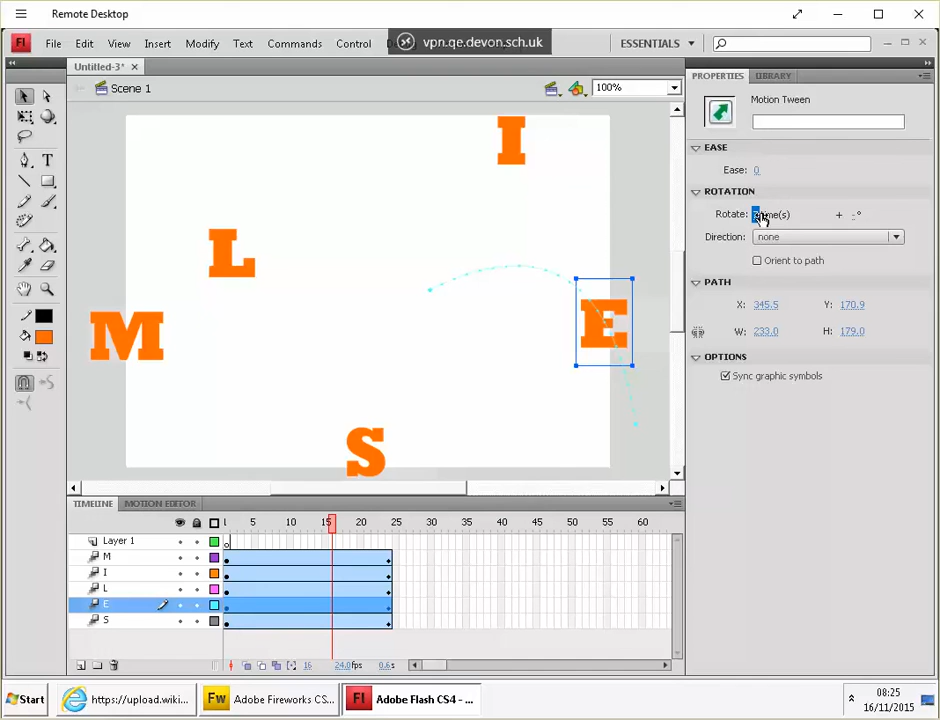 Remote Desktop
Fl File Edit View Insert Modify Text Commands Control vpn.qe.devon.sch.uk ESSENTIALS
Untitled-3*
Scene 1 100%
PROPERTIES LIBRARY
Motion Tween
EASE
Ease: 0
ROTATION
Rotate: time(s) + °
Direction: none
Orient to path
PATH
X: 345.5 Y: 170.9
W: 233.0 H: 179.0
OPTIONS
Sync graphic symbols
I
L
M
E
S
TIMELINE MOTION EDITOR
1 5 10 15 20 25 30 35 40 45 50 55 60
Layer 1
M
I
L
E
S
16 24.0fps 0.6s
Start https://upload.wiki... Fw Adobe Fireworks CS... Fl Adobe Flash CS4 - ... 08:25
16/11/2015